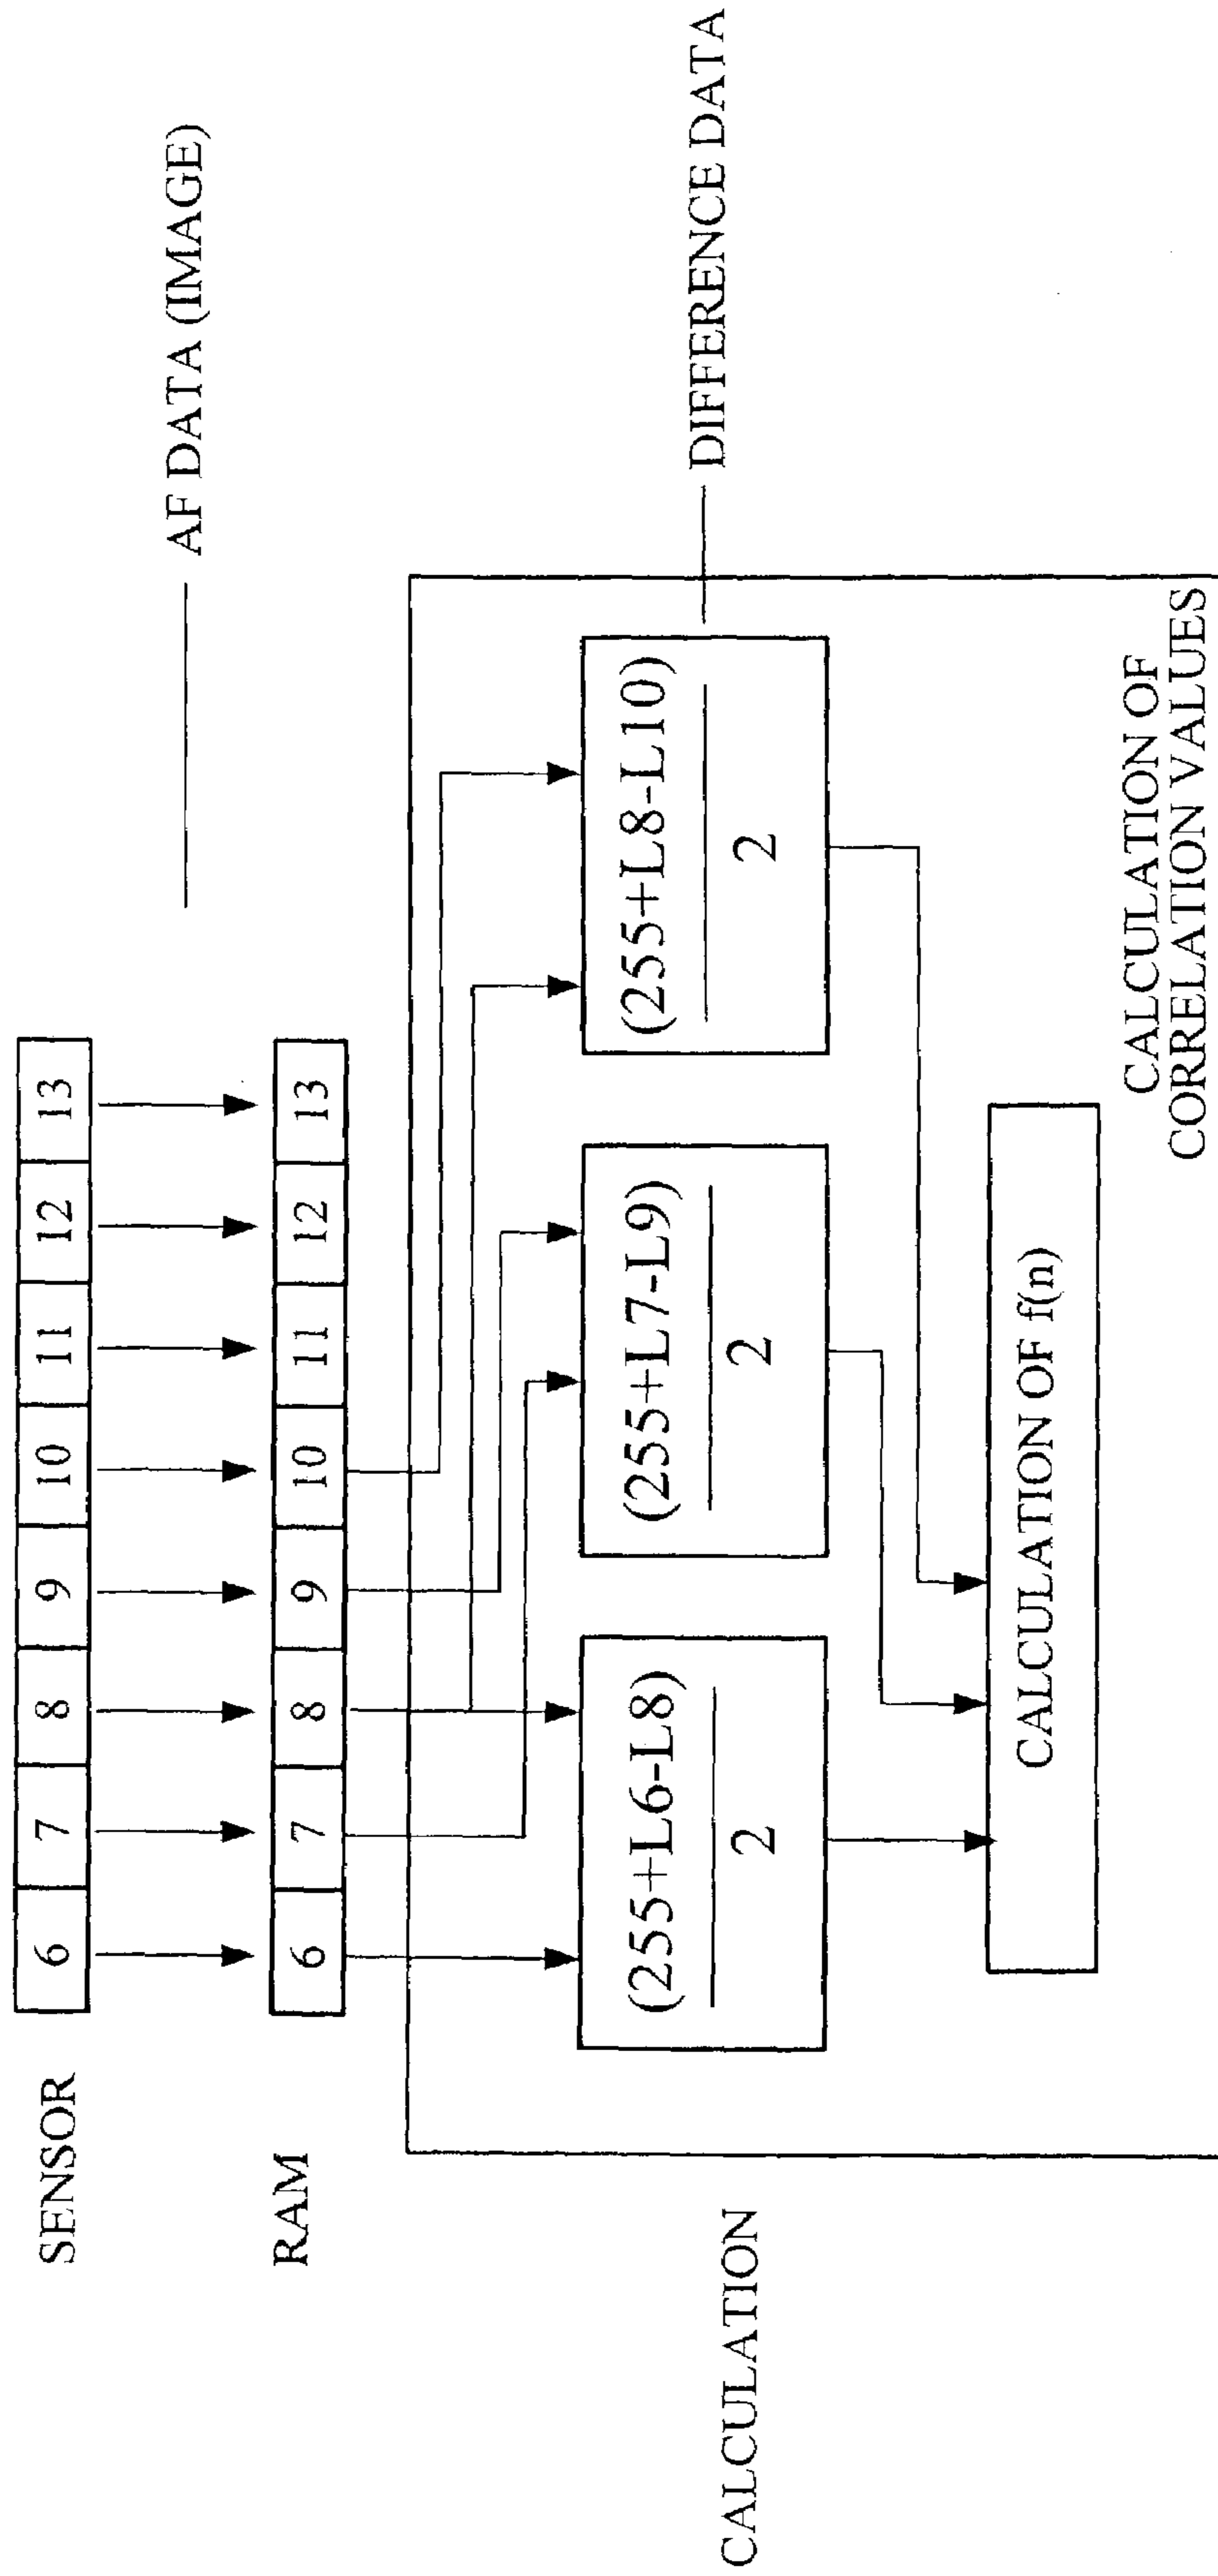 SENSOR
6 7 8 9 10 11 12 13
AF DATA (IMAGE)
RAM
6 7 8 9 10 11 12 13
CALCULATION
(255+L6-L8)
2
(255+L7-L9)
2
(255+L8-L10)
2
DIFFERENCE DATA
CALCULATION OF f(n)
CALCULATION OF
CORRELATION VALUES